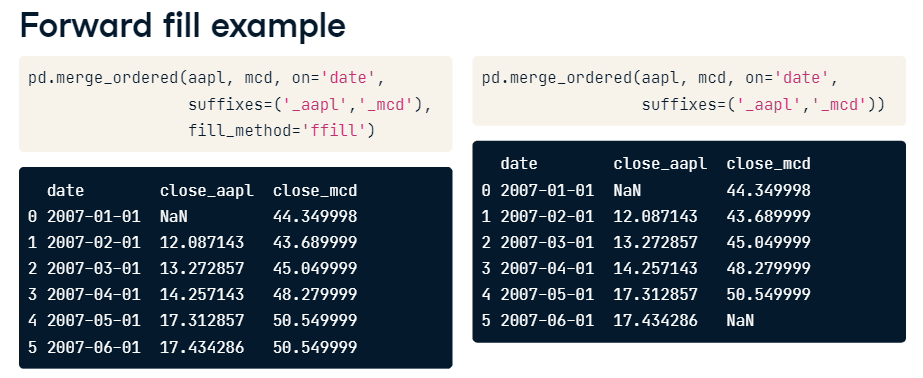 Forward fill example
pd.merge_ordered(aapl, mcd, on='date',
suffixes=('_aapl','_mcd'),
fill_method='ffill')
date close_aapl close_mcd
0 2007-01-01 NaN 44.349998
1 2007-02-01 12.087143 43.689999
2 2007-03-01 13.272857 45.049999
3 2007-04-01 14.257143 48.279999
4 2007-05-01 17.312857 50.549999
5 2007-06-01 17.434286 50.549999
pd.merge_ordered(aapl, mcd, on='date',
suffixes=('_aapl','_mcd'))
date close_aapl close_mcd
0 2007-01-01 NaN 44.349998
1 2007-02-01 12.087143 43.689999
2 2007-03-01 13.272857 45.049999
3 2007-04-01 14.257143 48.279999
4 2007-05-01 17.312857 50.549999
5 2007-06-01 17.434286 NaN